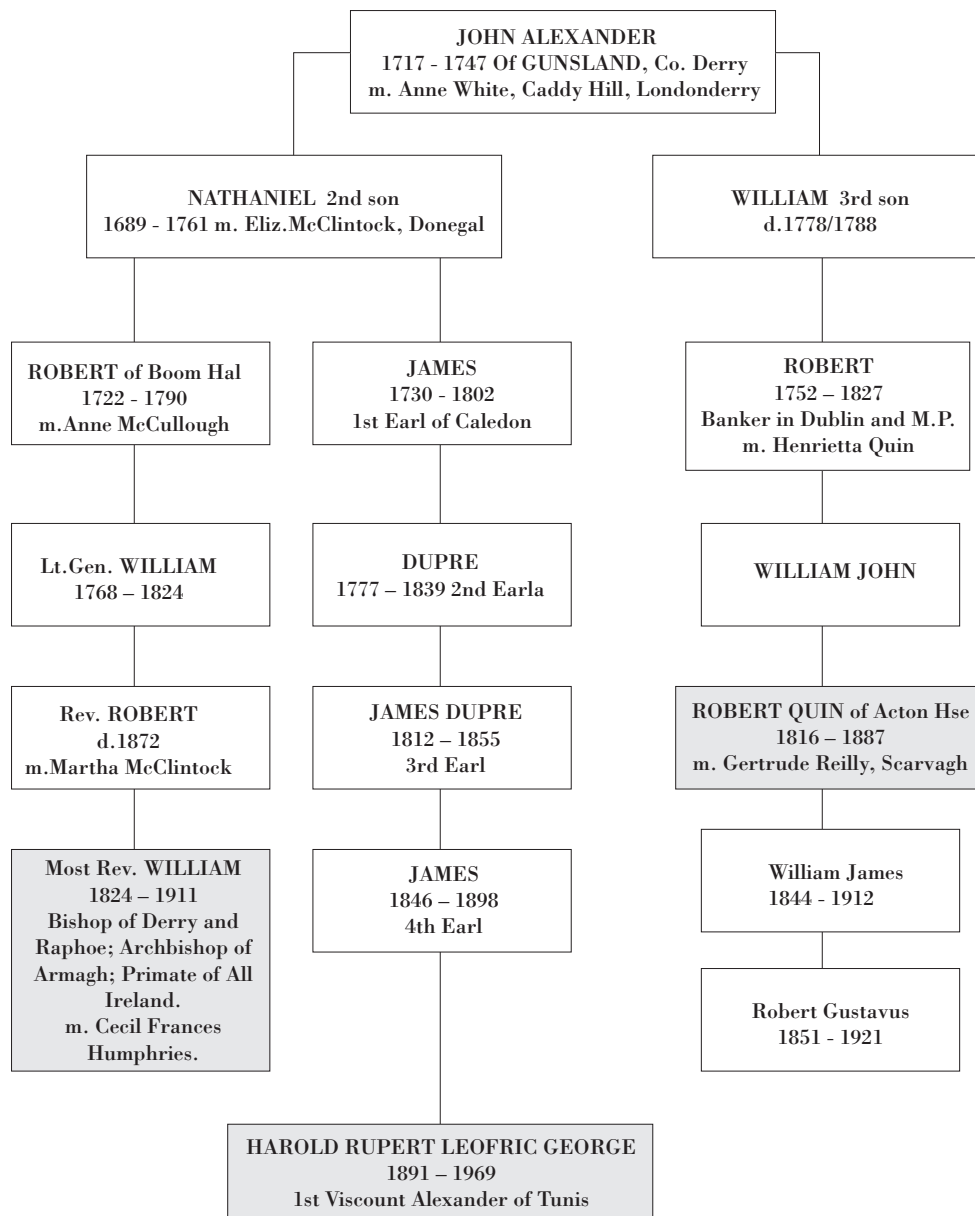 JOHN ALEXANDER
1717 - 1747 Of GUNSLAND, Co. Derry
m. Anne White, Caddy Hill, Londonderry
NATHANIEL 2nd son
1689 - 1761 m. Eliz.McClintock, Donegal
WILLIAM 3rd son
d.1778/1788
ROBERT of Boom Hal
1722 - 1790
m.Anne McCullough
JAMES
1730 - 1802
1st Earl of Caledon
ROBERT
1752 – 1827
Banker in Dublin and M.P.
m. Henrietta Quin
Lt.Gen. WILLIAM
1768 – 1824
DUPRE
1777 – 1839 2nd Earla
WILLIAM JOHN
Rev. ROBERT
d.1872
m.Martha McClintock
JAMES DUPRE
1812 – 1855
3rd Earl
ROBERT QUIN of Acton Hse
1816 – 1887
m. Gertrude Reilly, Scarvagh
Most Rev. WILLIAM
1824 – 1911
Bishop of Derry and
Raphoe; Archbishop of
Armagh; Primate of All
Ireland.
m. Cecil Frances
Humphries.
JAMES
1846 – 1898
4th Earl
William James
1844 - 1912
Robert Gustavus
1851 - 1921
HAROLD RUPERT LEOFRIC GEORGE
1891 – 1969
1st Viscount Alexander of Tunis